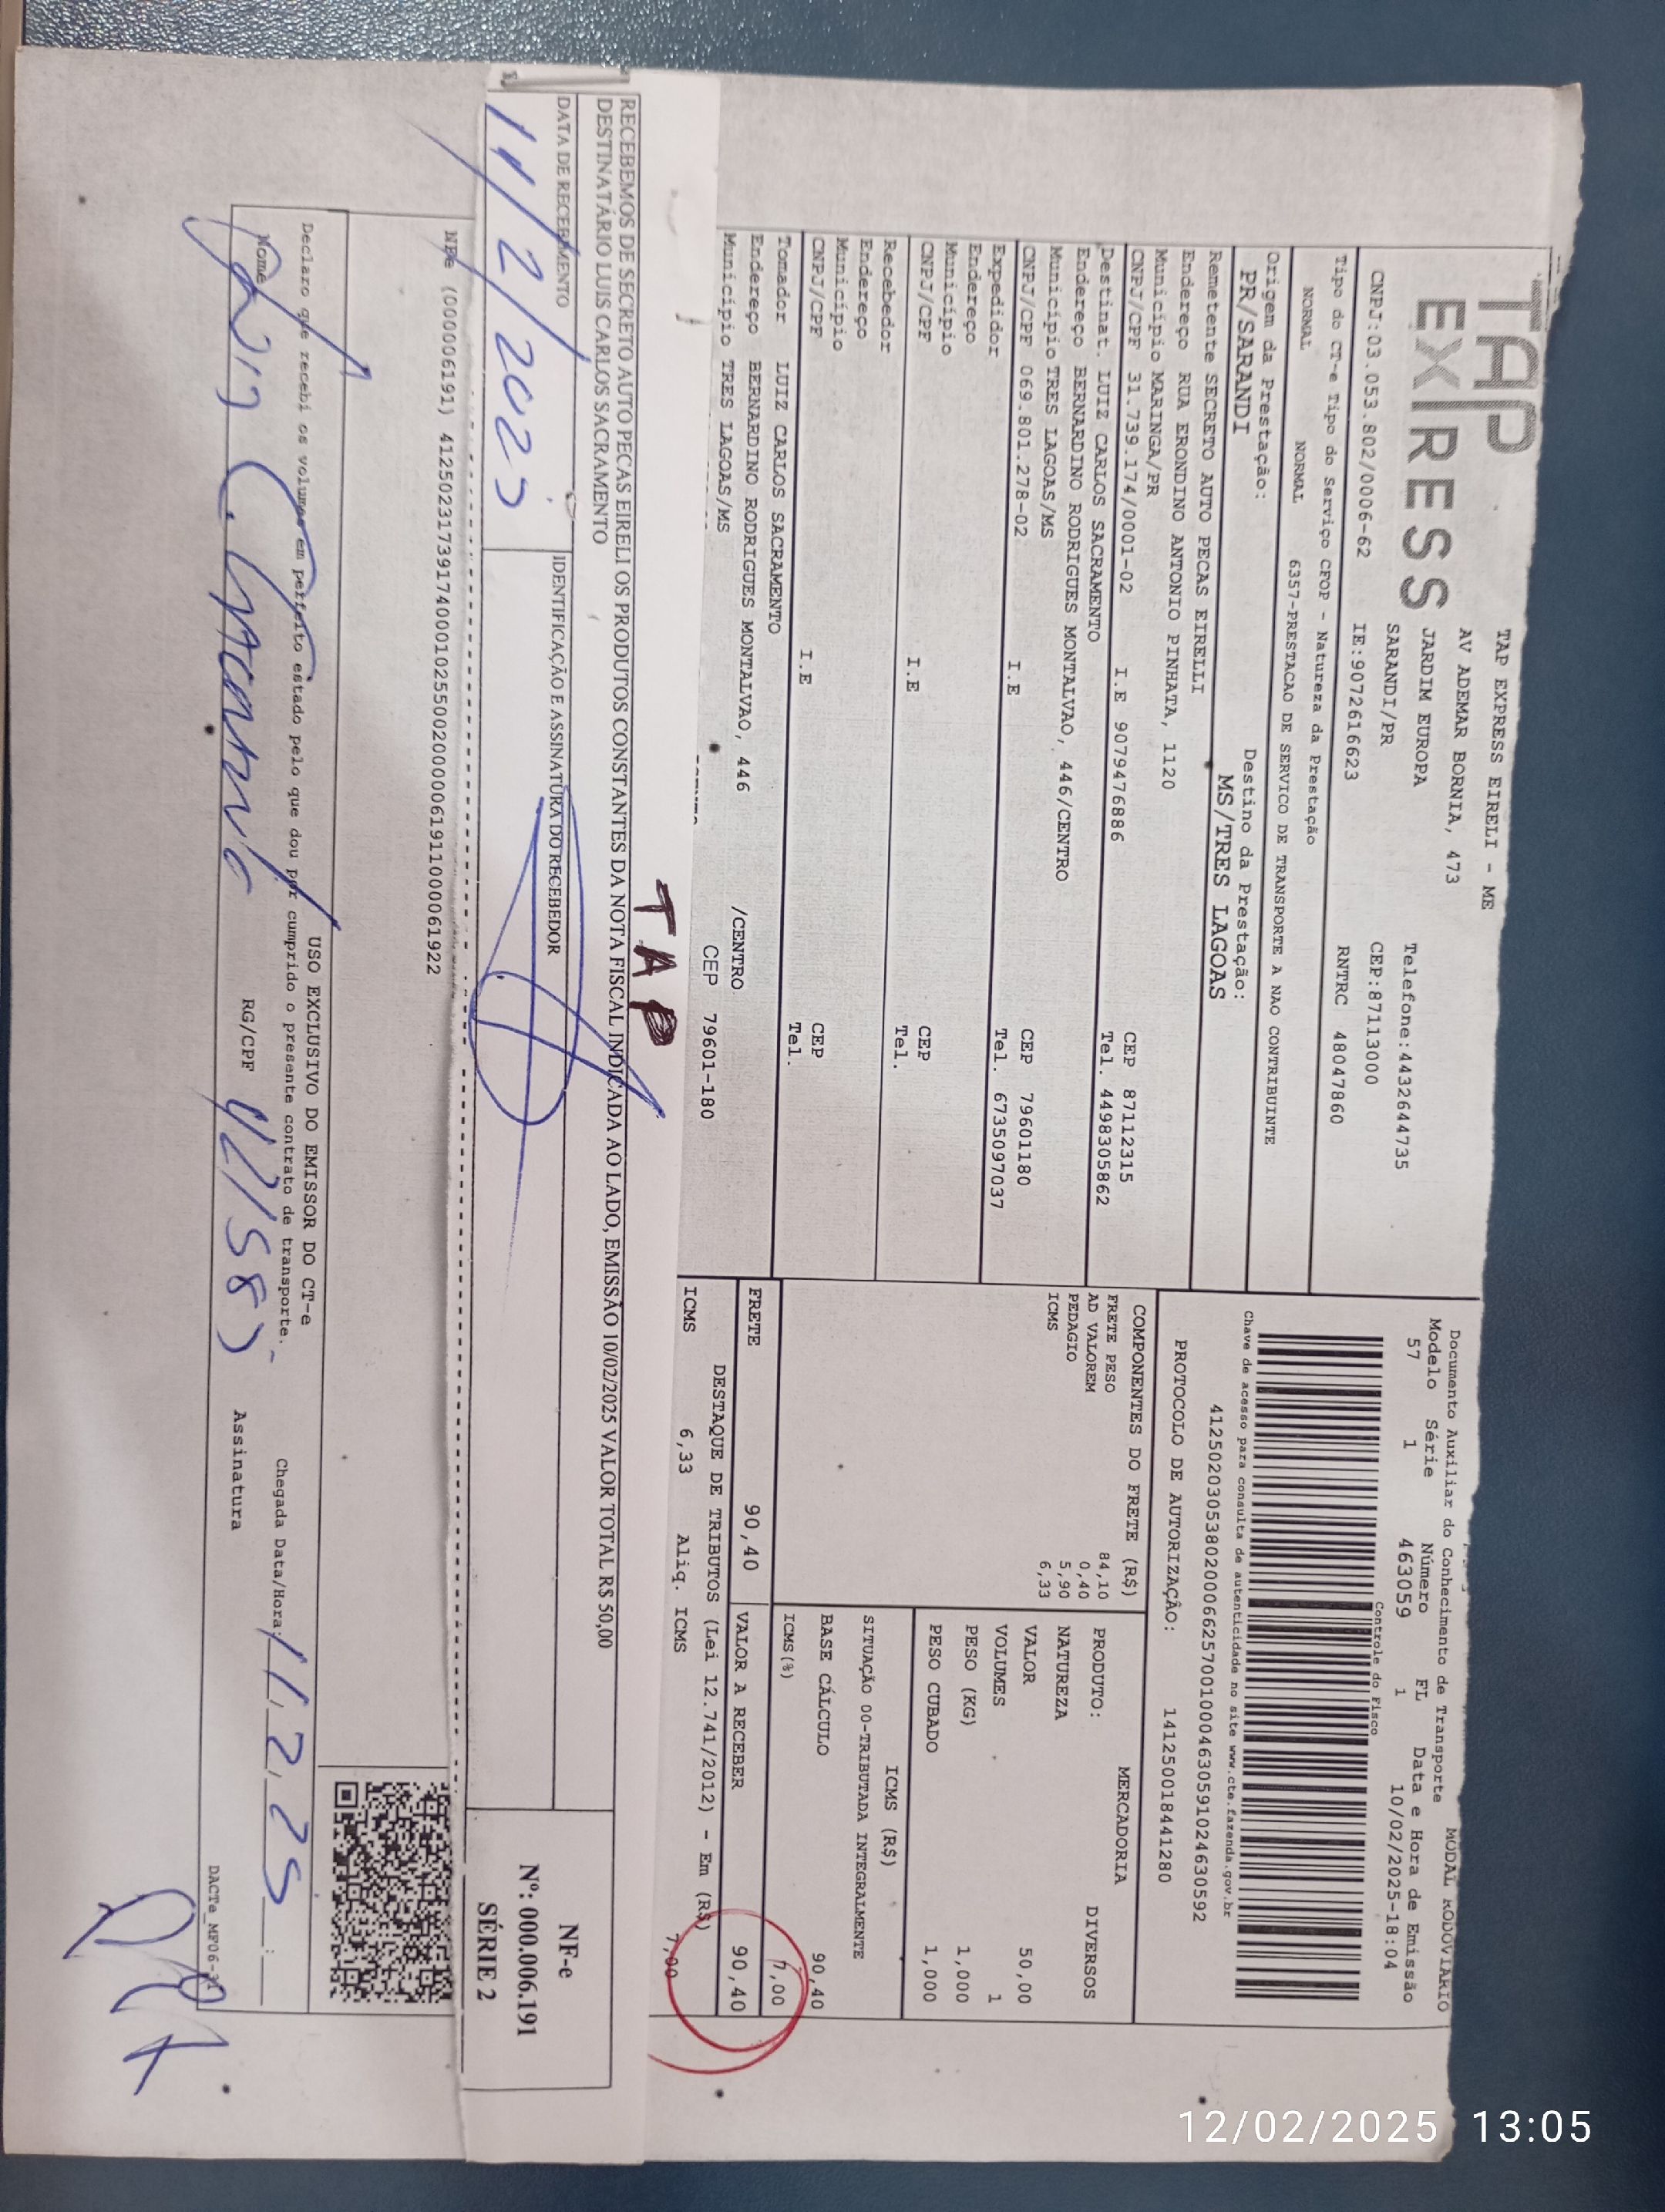 TAP
EXPRESS
TAP EXPRESS EIRELI - ME
AV ADEMAR BORNIA, 473
JARDIM EUROPA
SARANDI/PR
Telefone:4432644735
CEP:87113000
CNPJ:03.053.802/0006-62 IE:9072616623 RNTRC 48047860
Tipo do CT-e Tipo do Serviço CFOP - Natureza da Prestação
NORMAL NORMAL 6357-PRESTACAO DE SERVICO DE TRANSPORTE A NAO CONTRIBUINTE
Origem da Prestação: Destino da Prestação:
PR/SARANDI MS/TRES LAGOAS
Documento Auxiliar do Conhecimento de Transporte MODAL RODOVIARIO
Modelo Série Número FL Data e Hora de Emissão
57 1 463059 1 10/02/2025-18:04
Controle do Fisco
Chave de acesso para consulta de autenticidade no site www.cte.fazenda.gov.br
41250203053802000662570010004630591024630592
PROTOCOLO DE AUTORIZAÇÃO: 141250018441280
Remetente SECRETO AUTO PECAS EIRELLI
Endereço RUA ERONDINO ANTONIO PINHATA, 1120
Município MARINGA/PR CEP 87112315
CNPJ/CPF 31.739.174/0001-02 I.E 9079476886 Tel. 44983305862
Destinat. LUIZ CARLOS SACRAMENTO
Endereço BERNARDINO RODRIGUES MONTALVAO, 446/CENTRO
Município TRES LAGOAS/MS CEP 79601180
CNPJ/CPF 069.801.278-02 I.E Tel. 6735097037
Expedidor
Endereço
Município CEP
CNPJ/CPF I.E Tel.
Recebedor
Endereço
Município CEP
CNPJ/CPF I.E Tel.
Tomador LUIZ CARLOS SACRAMENTO
Endereço BERNARDINO RODRIGUES MONTALVAO, 446 /CENTRO
Município TRES LAGOAS/MS CEP 79601-180
COMPONENTES DO FRETE (R$)
FRETE PESO 84,10
AD VALOREM 0,40
PEDAGIO 5,90
ICMS 6,33
MERCADORIA
PRODUTO: DIVERSOS
NATUREZA
VALOR 50,00
VOLUMES 1
PESO (KG) 1,000
PESO CUBADO 1,000
ICMS (R$)
SITUAÇÃO 00-TRIBUTADA INTEGRALMENTE
BASE CÁLCULO 90,40
ICMS(%) 7,00
FRETE 90,40 VALOR A RECEBER 90,40
DESTAQUE DE TRIBUTOS (Lei 12.741/2012) - Em (R$)
ICMS 6,33 Aliq. ICMS 7,00
TAP
RECEBEMOS DE SECRETO AUTO PECAS EIRELI OS PRODUTOS CONSTANTES DA NOTA FISCAL INDICADA AO LADO, EMISSÃO 10/02/2025 VALOR TOTAL R$ 50,00
DESTINATÁRIO LUIS CARLOS SACRAMENTO
DATA DE RECEBIMENTO IDENTIFICAÇÃO E ASSINATURA DO RECEBEDOR
11/2/2025
NF-e
Nº: 000.006.191
SÉRIE 2
NFe (000006191) 41250231739174000102550020000061911000061922
USO EXCLUSIVO DO EMISSOR DO CT-e
Declaro que recebi os volumes em perfeito estado pelo que dou por cumprido o presente contrato de transporte.
Chegada Data/Hora: 11/2/25
Nome RG/CPF Assinatura
DACTe_MF06-31
12/02/2025 13:05